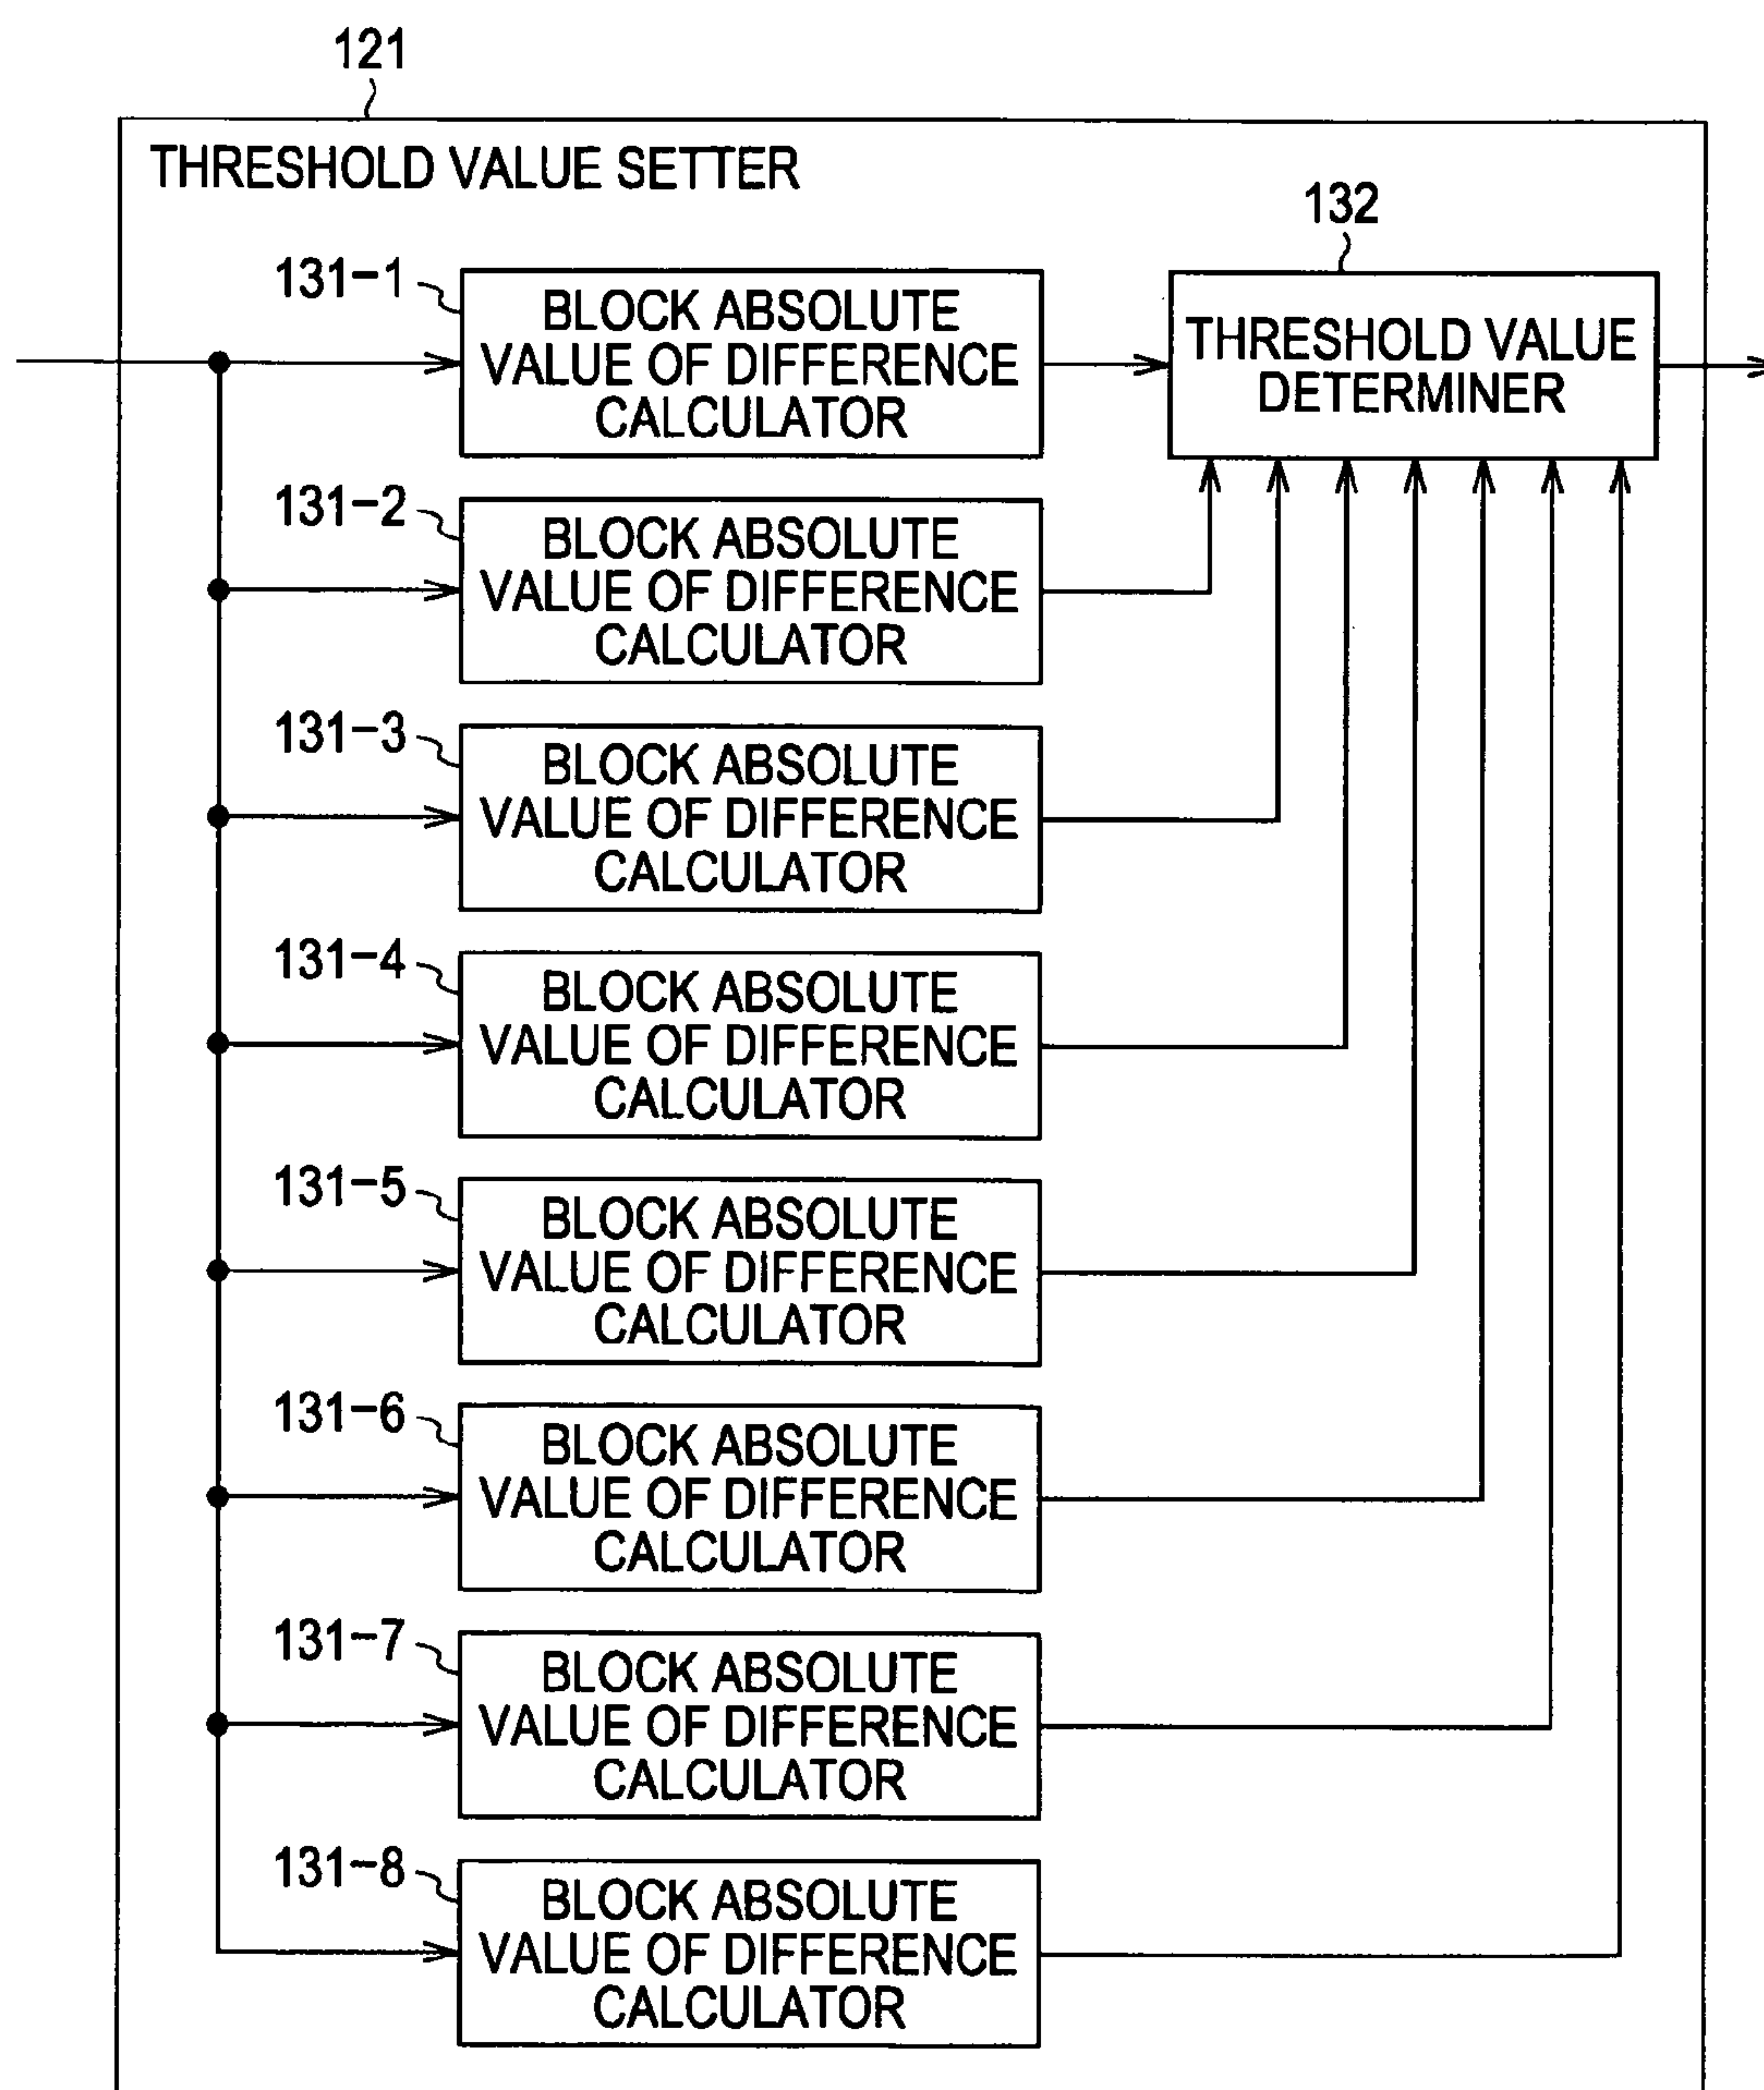 121
THRESHOLD VALUE SETTER
132
131-1
BLOCK ABSOLUTE
VALUE OF DIFFERENCE
CALCULATOR
THRESHOLD VALUE
DETERMINER
131-2
BLOCK ABSOLUTE
VALUE OF DIFFERENCE
CALCULATOR
131-3
BLOCK ABSOLUTE
VALUE OF DIFFERENCE
CALCULATOR
131-4
BLOCK ABSOLUTE
VALUE OF DIFFERENCE
CALCULATOR
131-5
BLOCK ABSOLUTE
VALUE OF DIFFERENCE
CALCULATOR
131-6
BLOCK ABSOLUTE
VALUE OF DIFFERENCE
CALCULATOR
131-7
BLOCK ABSOLUTE
VALUE OF DIFFERENCE
CALCULATOR
131-8
BLOCK ABSOLUTE
VALUE OF DIFFERENCE
CALCULATOR